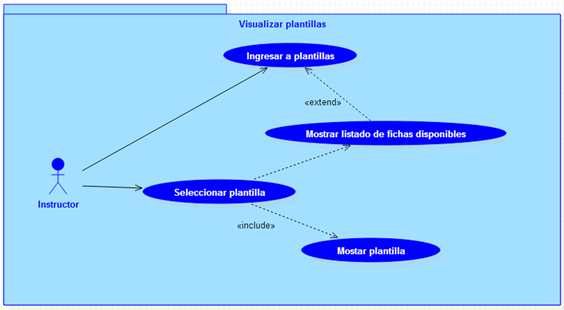 Visualizar plantillas
Ingresar a plantillas
«extend»
Mostrar listado de fichas disponibles
Seleccionar plantilla
Instructor
«include»
Mostar plantilla